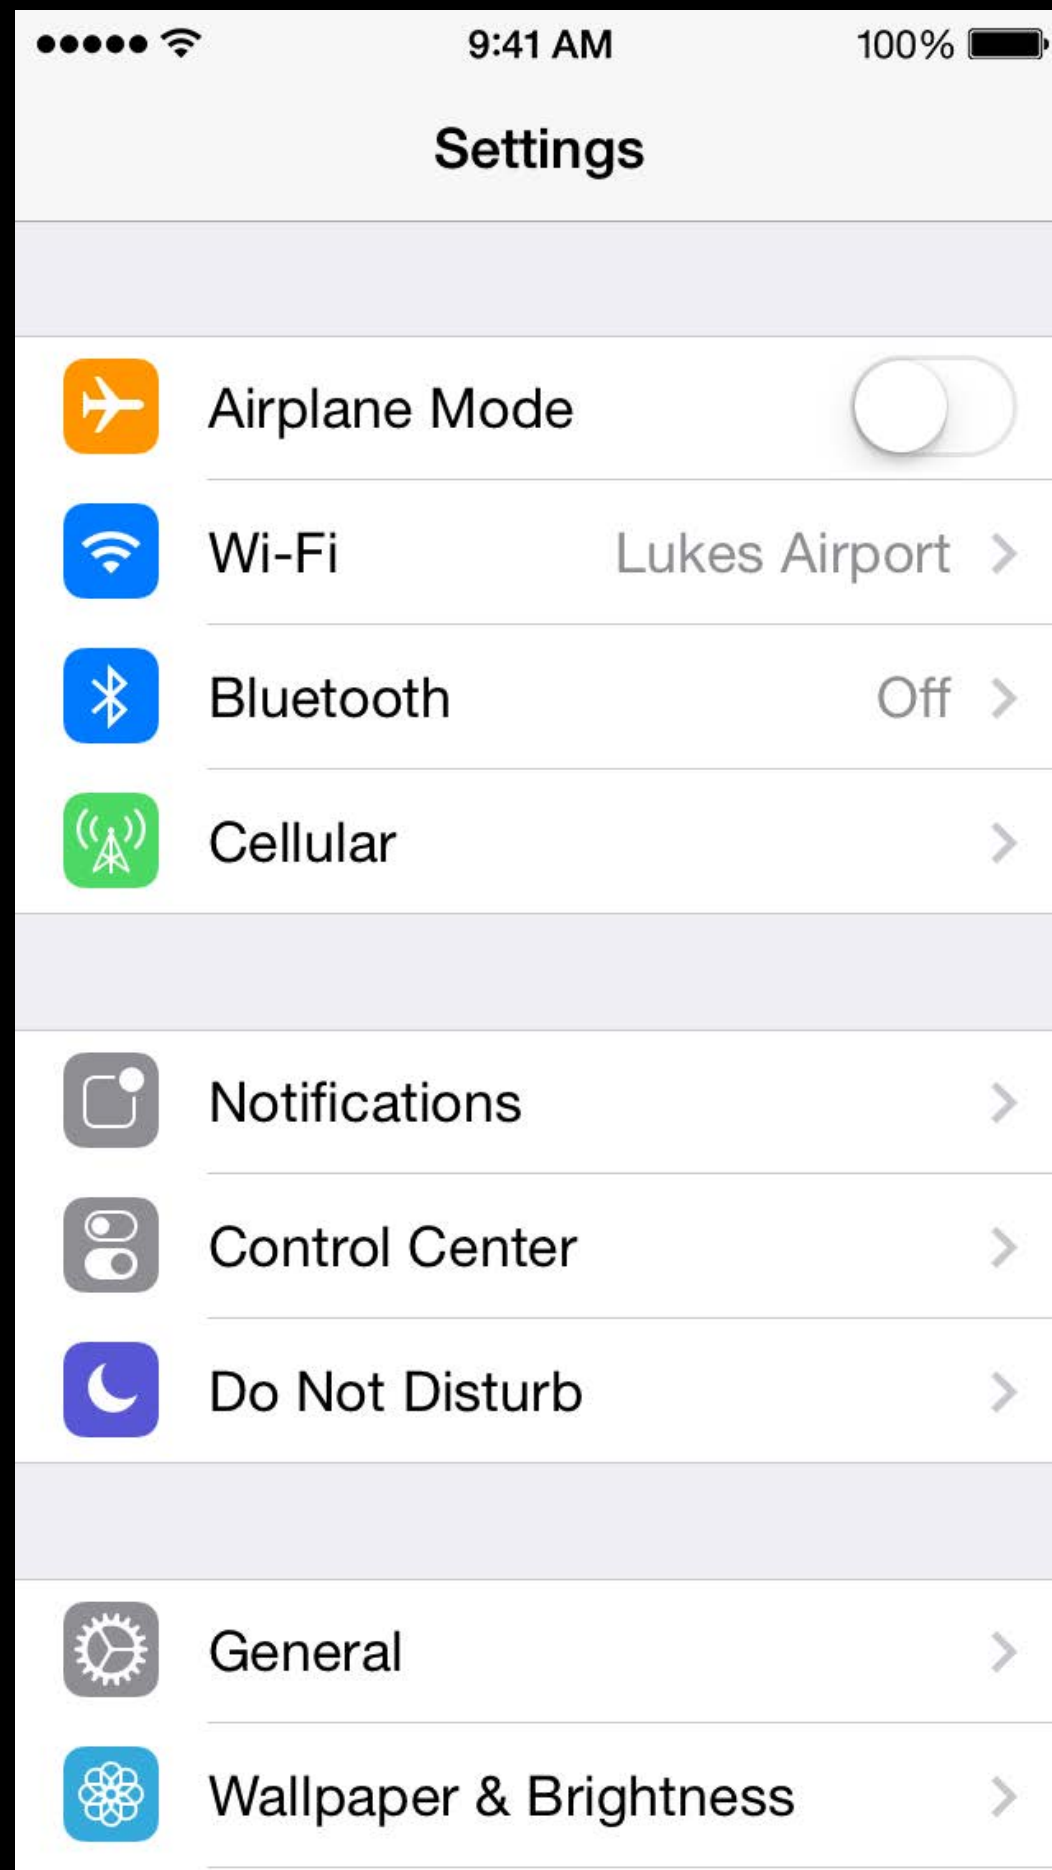 9:41 AM 100%
Settings
Airplane Mode
Wi-Fi Lukes Airport
Bluetooth Off
Cellular
Notifications
Control Center
Do Not Disturb
General
Wallpaper & Brightness